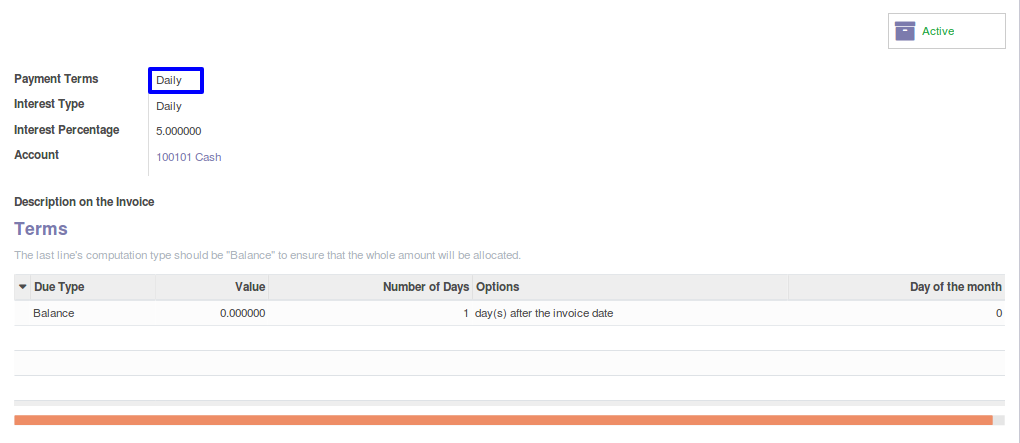 Active
Payment Terms Daily
Interest Type Daily
Interest Percentage 5.000000
Account 100101 Cash
Description on the Invoice
Terms
The last line's computation type should be "Balance" to ensure that the whole amount will be allocated.
Due Type Value Number of Days Options Day of the month
Balance 0.000000 1 day(s) after the invoice date 0